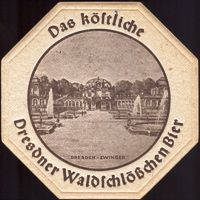 Das köſtliche
DRESDEN-ZWINGER
Dresdner Waldſchlößchen Bier